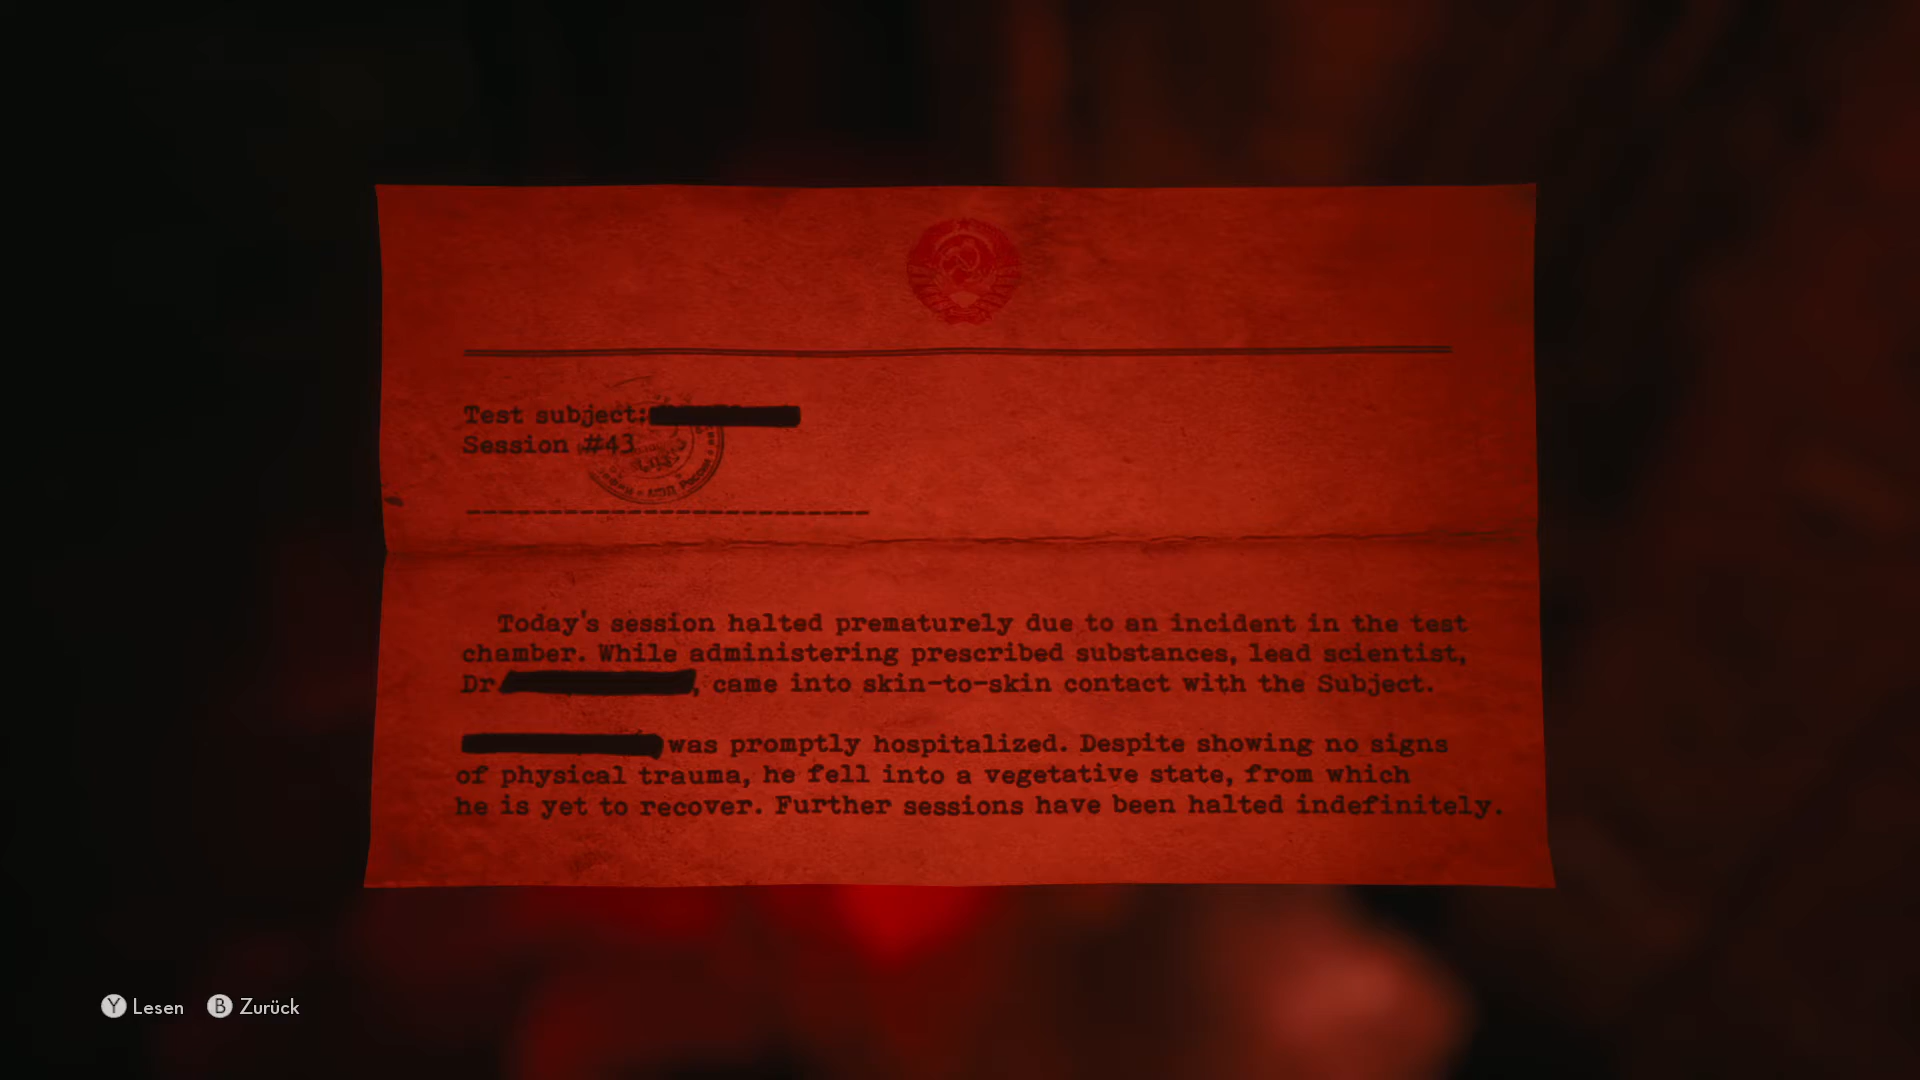 Test subject:
Session #43
МВД России
Today's session halted prematurely due to an incident in the test
chamber. While administering prescribed substances, lead scientist,
Dr , came into skin-to-skin contact with the Subject.
was promptly hospitalized. Despite showing no signs
of physical trauma, he fell into a vegetative state, from which
he is yet to recover. Further sessions have been halted indefinitely.
Y Lesen B Zurück